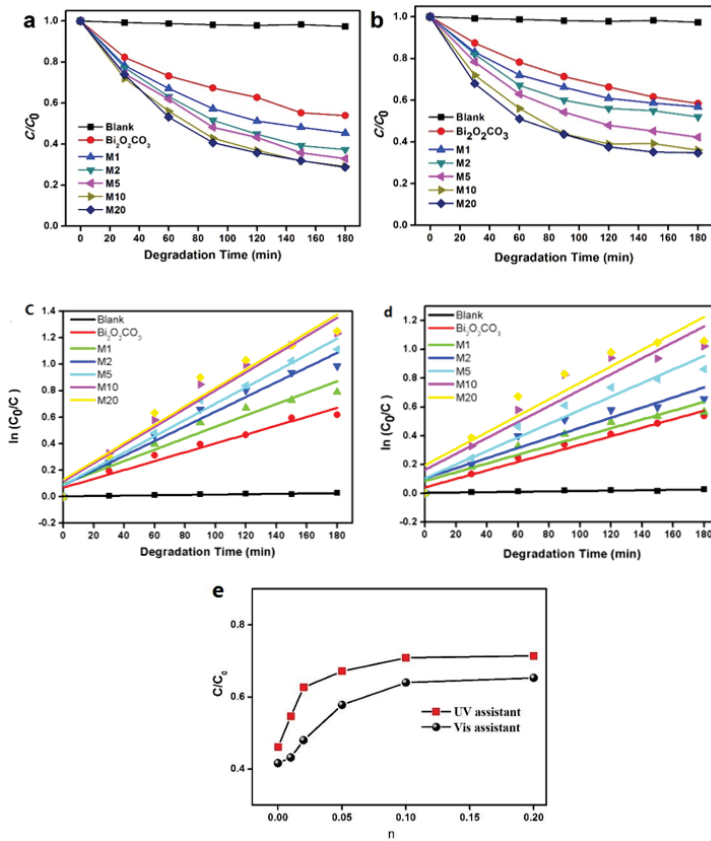 a
1.0
0.8
0.6
0.4
0.2
0.0
C/C₀
Blank
Bi₂O₂CO₃
M1
M2
M5
M10
M20
0 20 40 60 80 100 120 140 160 180
Degradation Time (min)
b
1.0
0.8
0.6
0.4
0.2
0.0
C/C₀
Blank
Bi₂O₂CO₃
M1
M2
M5
M10
M20
0 20 40 60 80 100 120 140 160 180
Degradation Time (min)
c
1.4
1.2
1.0
0.8
0.6
0.4
0.2
0.0
-0.2
ln (C₀/C)
Blank
Bi₂O₂CO₃
M1
M2
M5
M10
M20
0 20 40 60 80 100 120 140 160 180
Degradation Time (min)
d
1.2
1.0
0.8
0.6
0.4
0.2
0.0
-0.2
ln (C₀/C)
Blank
Bi₂O₂CO₃
M1
M2
M5
M10
M20
0 20 40 60 80 100 120 140 160 180
Degradation Time (min)
e
0.8
0.6
0.4
C/C₀
UV assistant
Vis assistant
0.00 0.05 0.10 0.15 0.20
n